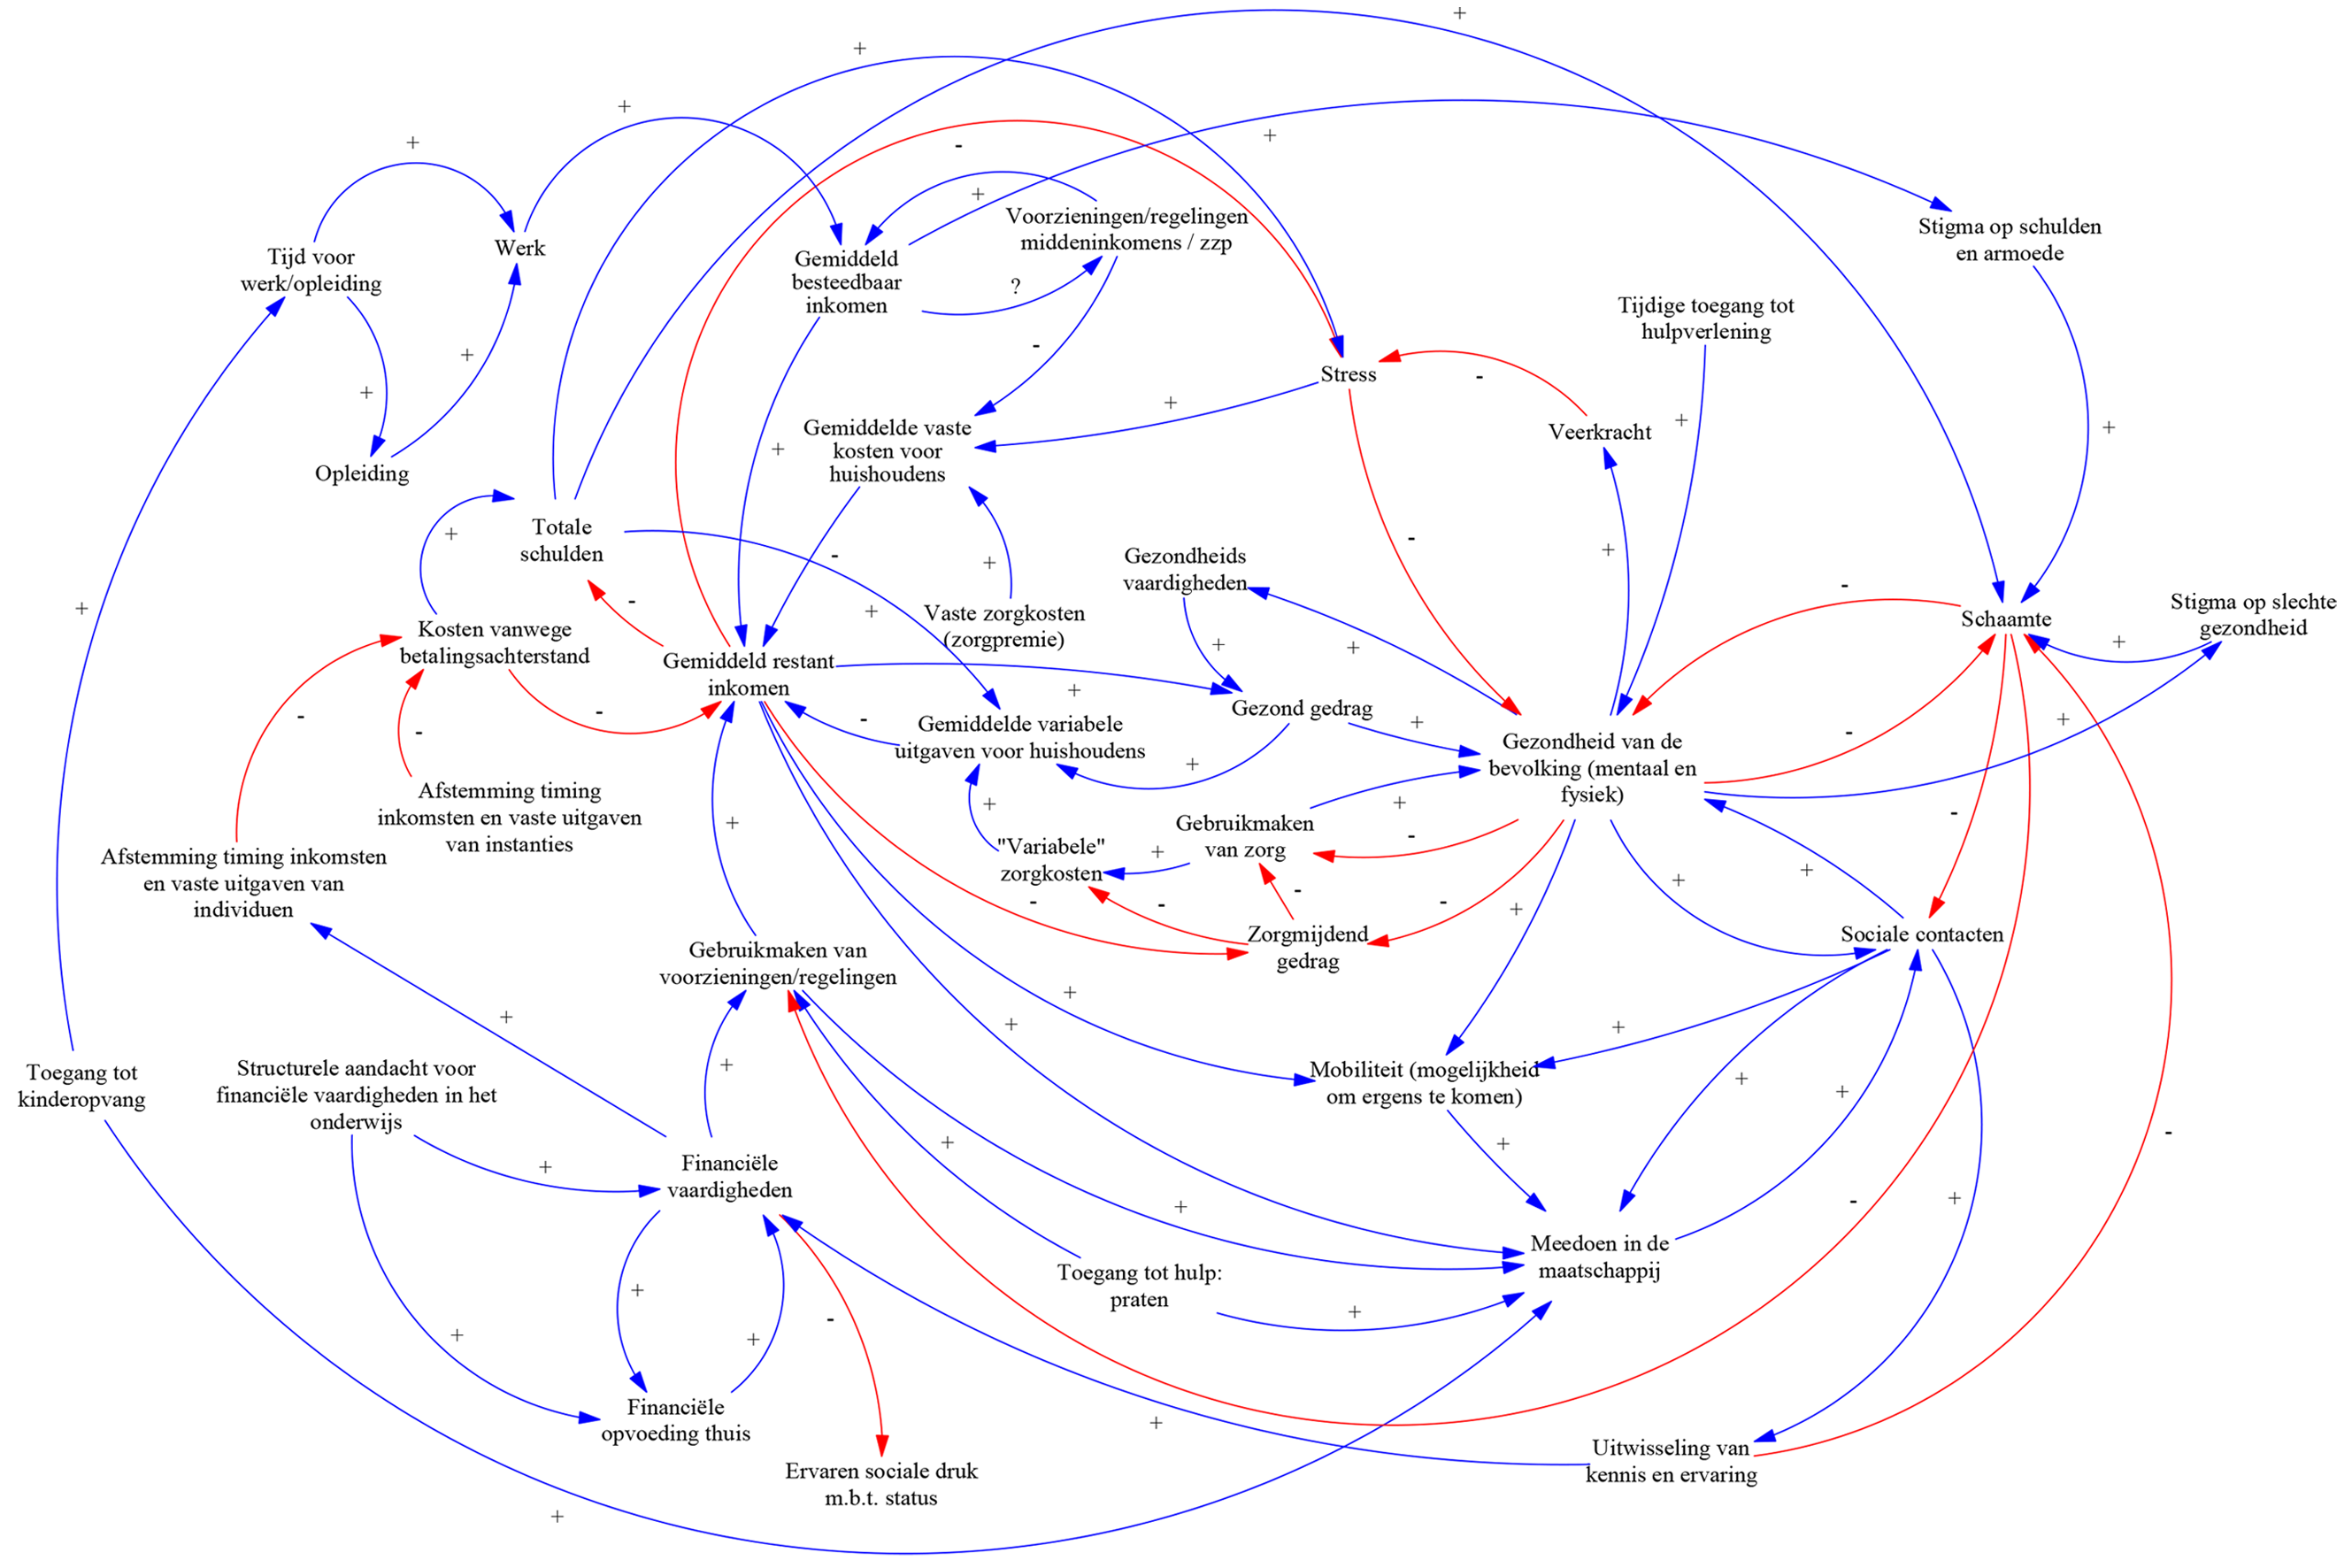 +
+
+
+
+
-
+
Voorzieningen/regelingen
middeninkomens / zzp
Stigma op schulden
en armoede
Werk
Tijd voor
werk/opleiding
Gemiddeld
besteedbaar
inkomen
?
Tijdige toegang tot
hulpverlening
-
+
Stress
-
+
+
+
+
Gemiddelde vaste
kosten voor
huishoudens
Veerkracht
+
Opleiding
+
Totale
schulden
+
-
-
+
+
Gezondheids
vaardigheden
-
+
-
+
Vaste zorgkosten
(zorgpremie)
Schaamte
Stigma op slechte
gezondheid
Kosten vanwege
betalingsachterstand
+
+
+
Gemiddeld restant
inkomen
+
-
-
-
Gezond gedrag
+
-
+
Gemiddelde variabele
uitgaven voor huishoudens
Gezondheid van de
bevolking (mentaal en
fysiek)
+
Afstemming timing
inkomsten en vaste uitgaven
van instanties
+
+
+
-
Gebruikmaken
van zorg
-
"Variabele"
zorgkosten
+
Afstemming timing inkomsten
en vaste uitgaven van
individuen
+
+
-
-
-
-
+
Zorgmijdend
gedrag
Sociale contacten
Gebruikmaken van
voorzieningen/regelingen
+
+
+
+
Toegang tot
kinderopvang
Structurele aandacht voor
financiële vaardigheden in het
onderwijs
+
Mobiliteit (mogelijkheid
om ergens te komen)
+
+
-
+
+
+
Financiële
vaardigheden
+
-
+
Meedoen in de
maatschappij
Toegang tot hulp:
praten
+
+
+
+
-
Financiële
opvoeding thuis
+
Uitwisseling van
kennis en ervaring
Ervaren sociale druk
m.b.t. status
+